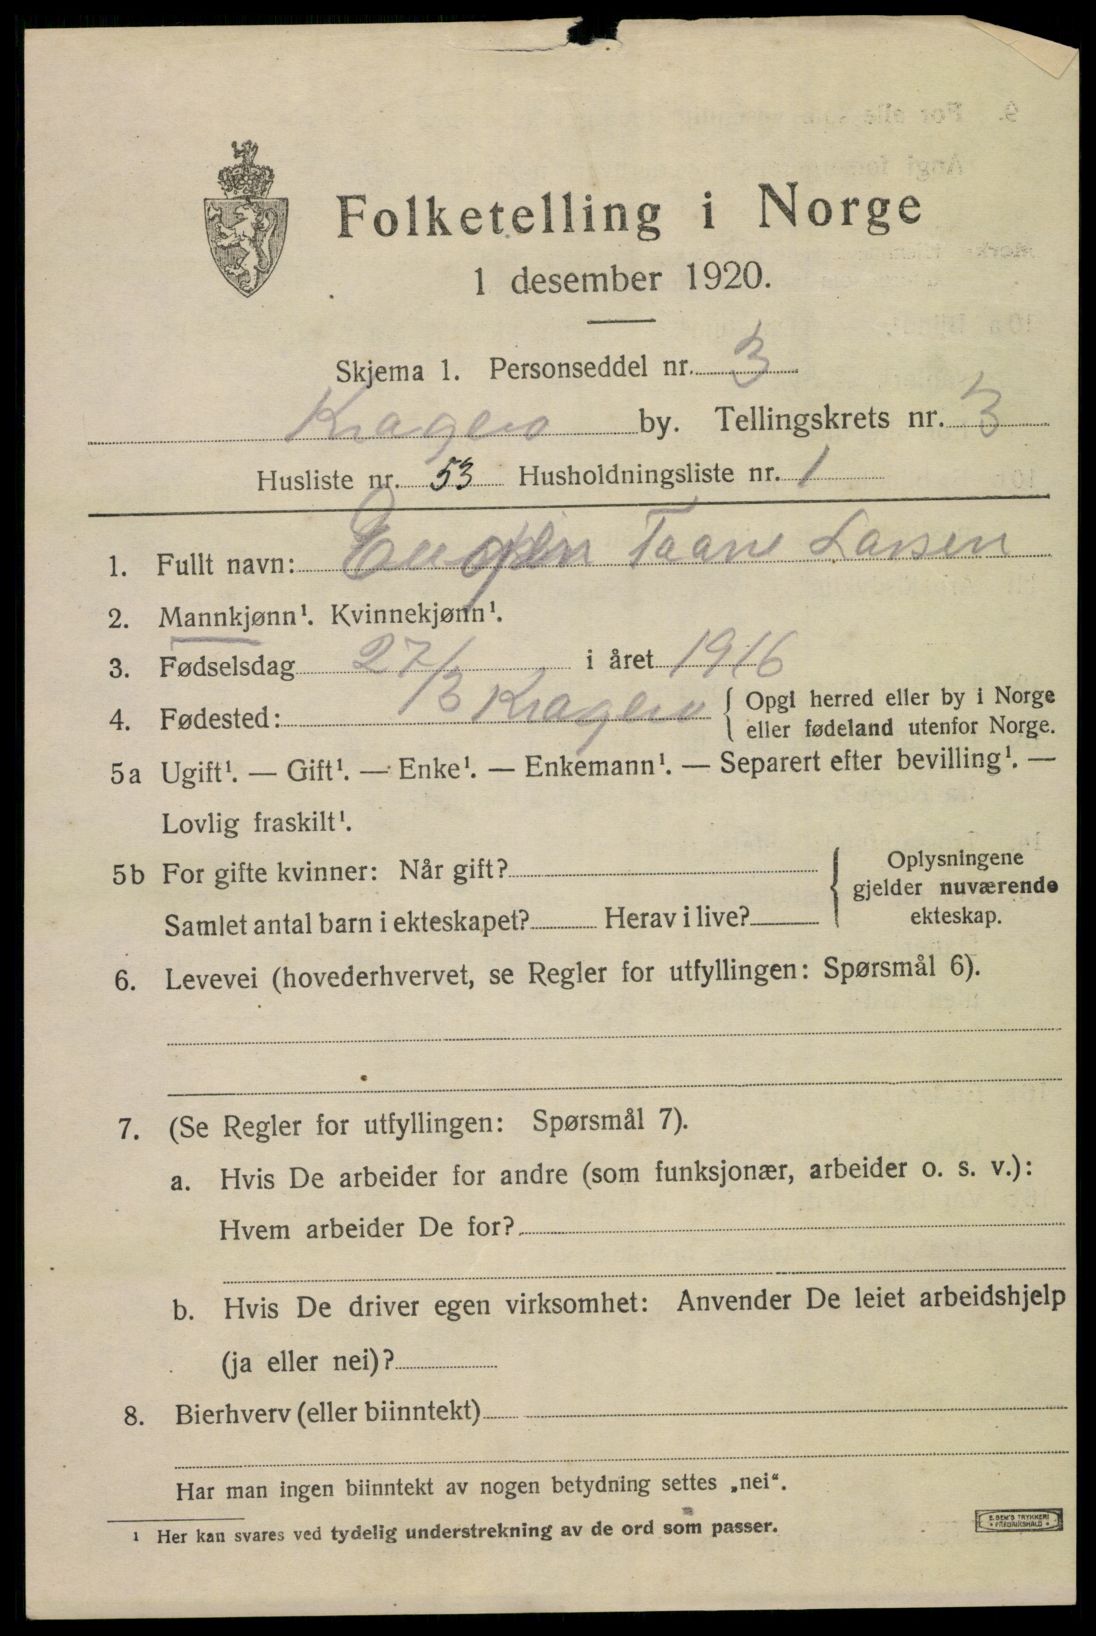 Folketelling i Norge
1 desember 1920.
Skjema 1. Personseddel nr. 3
Kragerø by. Tellingskrets nr. 3
Husliste nr. 53 Husholdningsliste nr. 1
1. Fullt navn: Larsen
2. Mannkjønn¹. Kvinnekjønn¹.
3. Fødselsdag 27/3 i året 1916
4. Fødested: Kragerø { Opgi herred eller by i Norge
eller fødeland utenfor Norge.
5a Ugift¹. — Gift¹. — Enke¹. — Enkemann¹. — Separert efter bevilling¹. —
Lovlig fraskilt¹.
5b For gifte kvinner: Når gift? { Oplysningene
gjelder nuværende
Samlet antal barn i ekteskapet? Herav i live? ekteskap.
6. Levevei (hovederhvervet, se Regler for utfyllingen: Spørsmål 6).
7. (Se Regler for utfyllingen: Spørsmål 7).
a. Hvis De arbeider for andre (som funksjonær, arbeider o. s. v.):
Hvem arbeider De for?
b. Hvis De driver egen virksomhet: Anvender De leiet arbeidshjelp
(ja eller nei)?
8. Bierhverv (eller biinntekt)
Har man ingen biinntekt av nogen betydning settes „nei“.
¹ Her kan svares ved tydelig understrekning av de ord som passer.
E. SEM'S TRYKKERI
FREDRIKSHALD